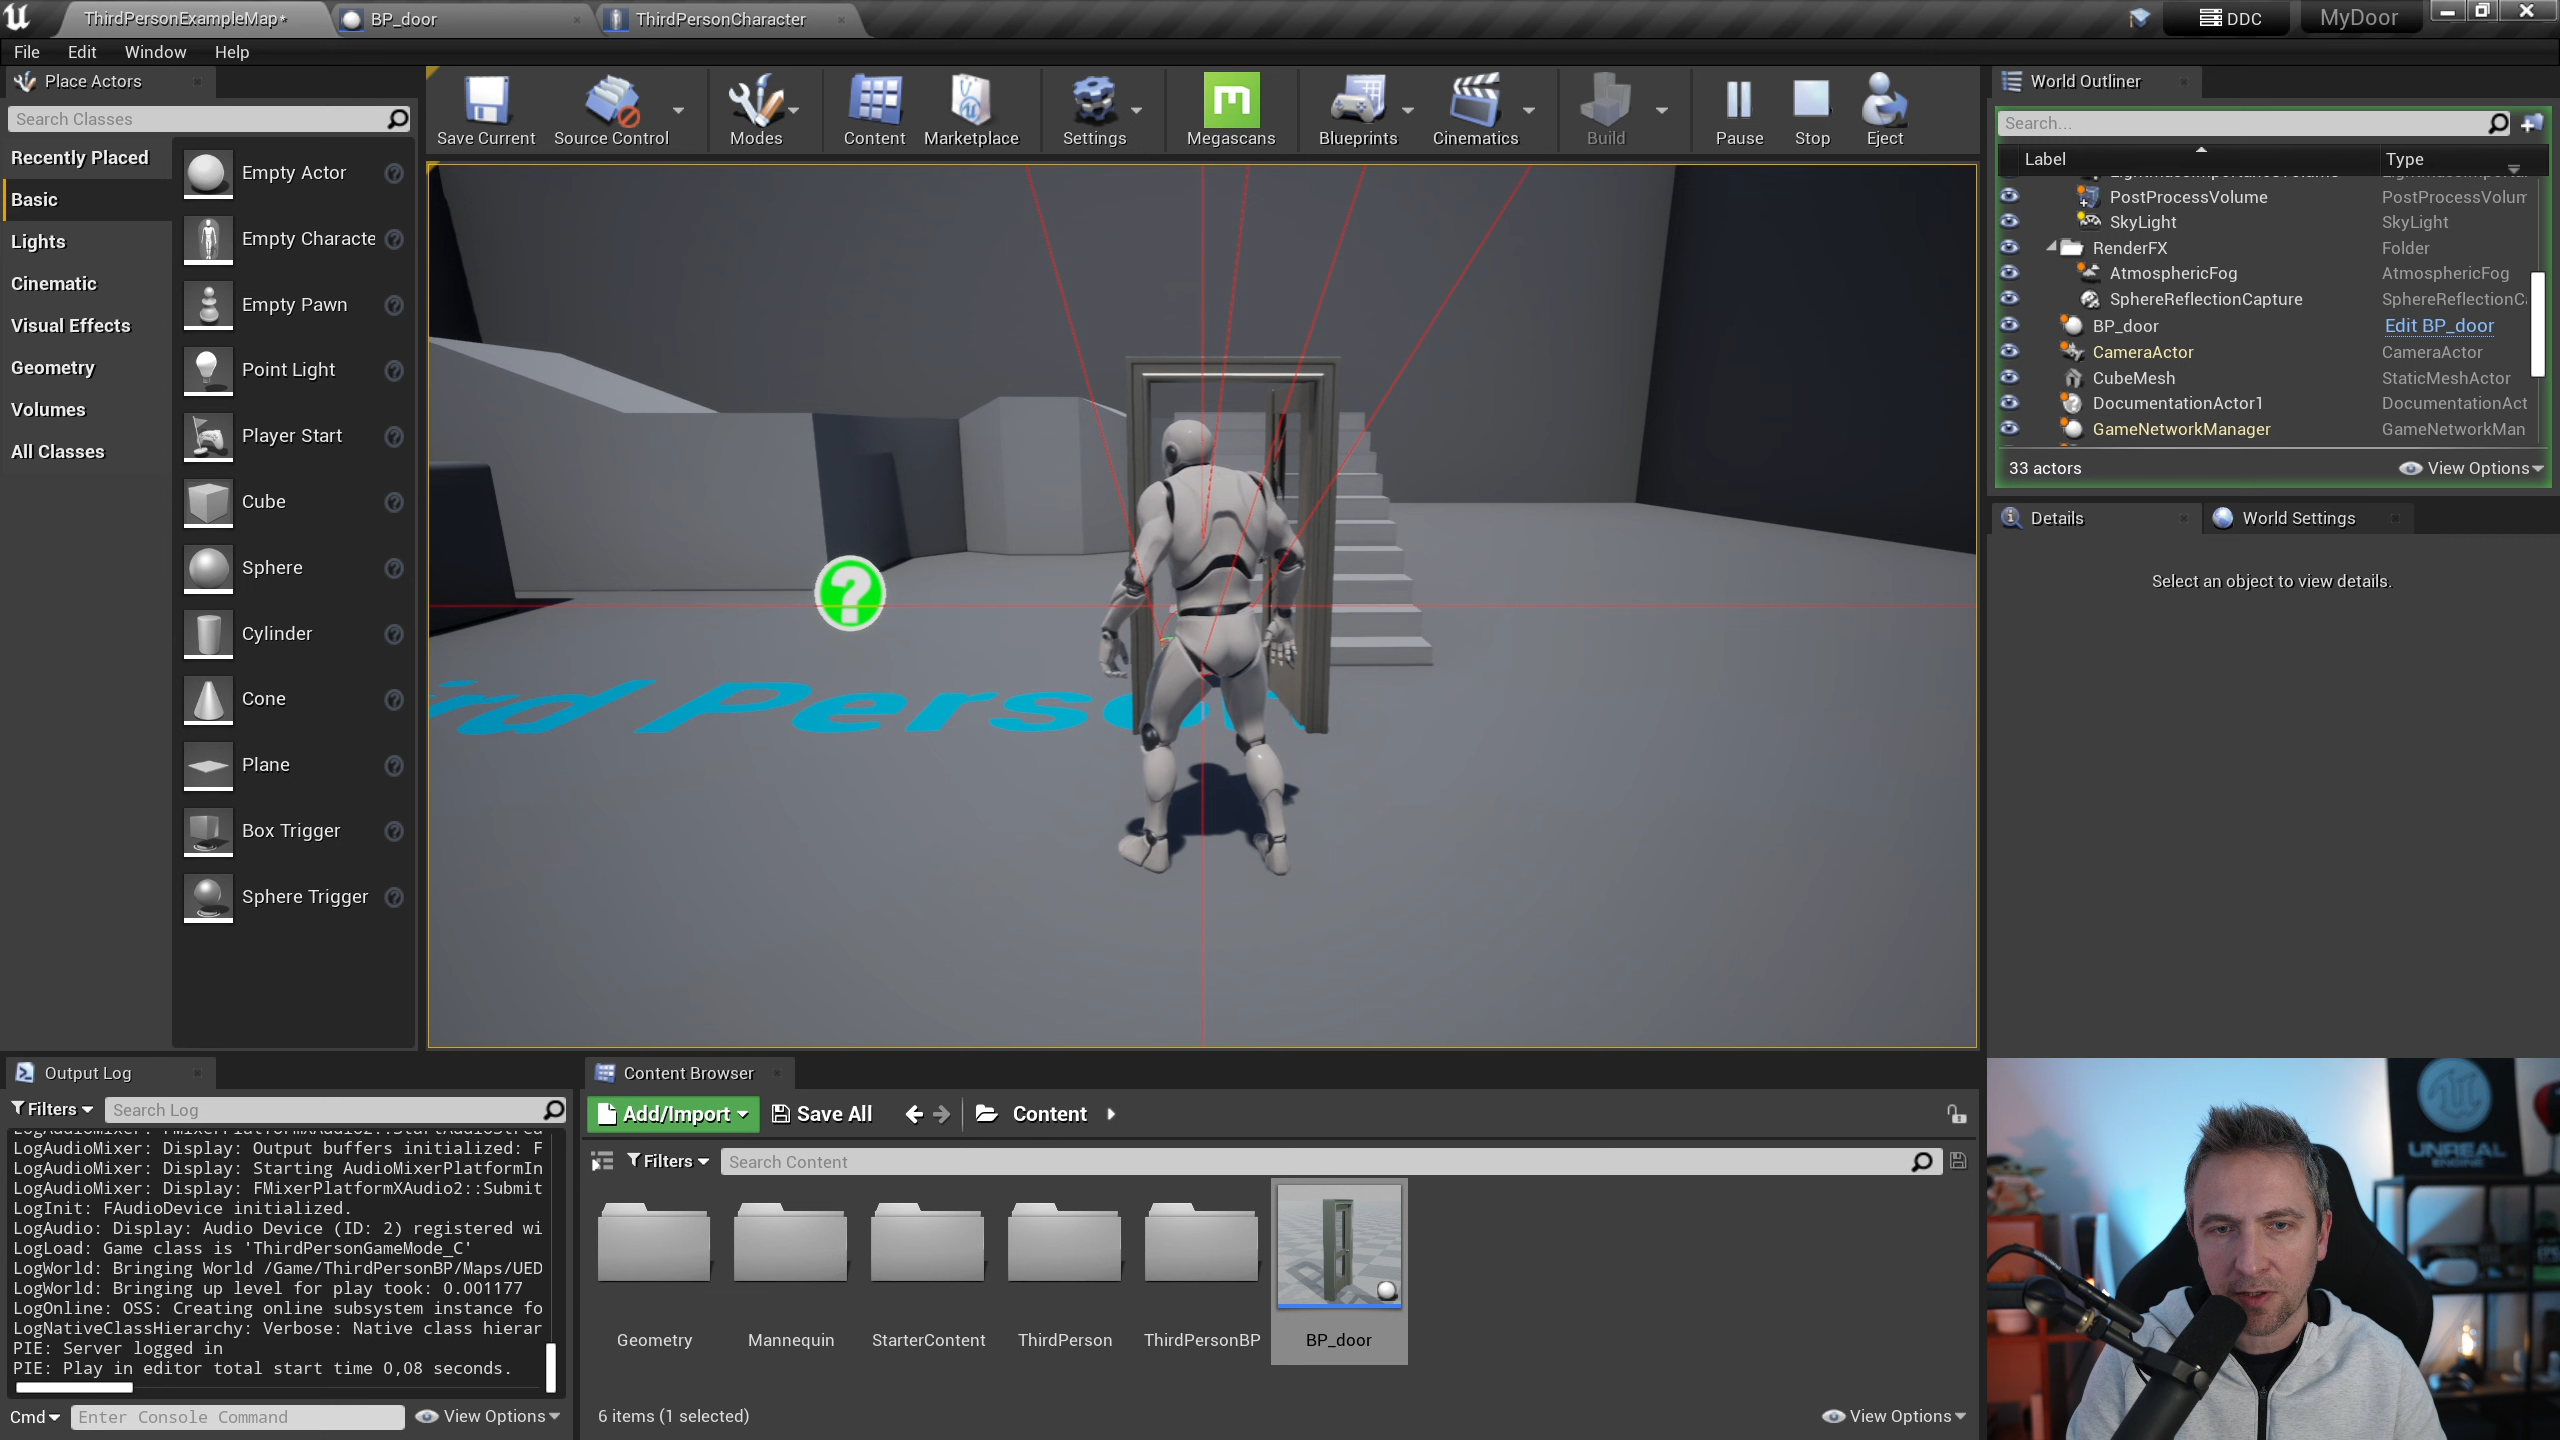 ThirdPersonExampleMap*
BP_door
ThirdPersonCharacter
DDC
MyDoor
File Edit Window Help
Place Actors
Search Classes
Recently Placed
Basic
Lights
Cinematic
Visual Effects
Geometry
Volumes
All Classes
Empty Actor
Empty Characte
Empty Pawn
Point Light
Player Start
Cube
Sphere
Cylinder
Cone
Plane
Box Trigger
Sphere Trigger
Save Current
Source Control
Modes
Content
Marketplace
Settings
Megascans
Blueprints
Cinematics
Build
Pause
Stop
Eject
rd Perso
World Outliner
Search...
Label Type
PostProcessVolume PostProcessVolum
SkyLight SkyLight
RenderFX Folder
AtmosphericFog AtmosphericFog
SphereReflectionCapture SphereReflectionC
BP_door Edit BP_door
CameraActor CameraActor
CubeMesh StaticMeshActor
DocumentationActor1 DocumentationAct
GameNetworkManager GameNetworkMan
33 actors
View Options
Details
World Settings
Select an object to view details.
Output Log
Filters
Search Log
LogAudioMixer: Display: Output buffers initialized: F
LogAudioMixer: Display: Starting AudioMixerPlatformIn
LogAudioMixer: Display: FMixerPlatformXAudio2::Submit
LogInit: FAudioDevice initialized.
LogAudio: Display: Audio Device (ID: 2) registered wi
LogLoad: Game class is 'ThirdPersonGameMode_C'
LogWorld: Bringing World /Game/ThirdPersonBP/Maps/UED
LogWorld: Bringing up level for play took: 0.001177
LogOnline: OSS: Creating online subsystem instance fo
LogNativeClassHierarchy: Verbose: Native class hierar
PIE: Server logged in
PIE: Play in editor total start time 0,08 seconds.
Cmd
Enter Console Command
View Options
Content Browser
Add/Import
Save All
Content
Filters
Search Content
Geometry
Mannequin
StarterContent
ThirdPerson
ThirdPersonBP
BP_door
6 items (1 selected)
View Options
UNREAL
ENGINE